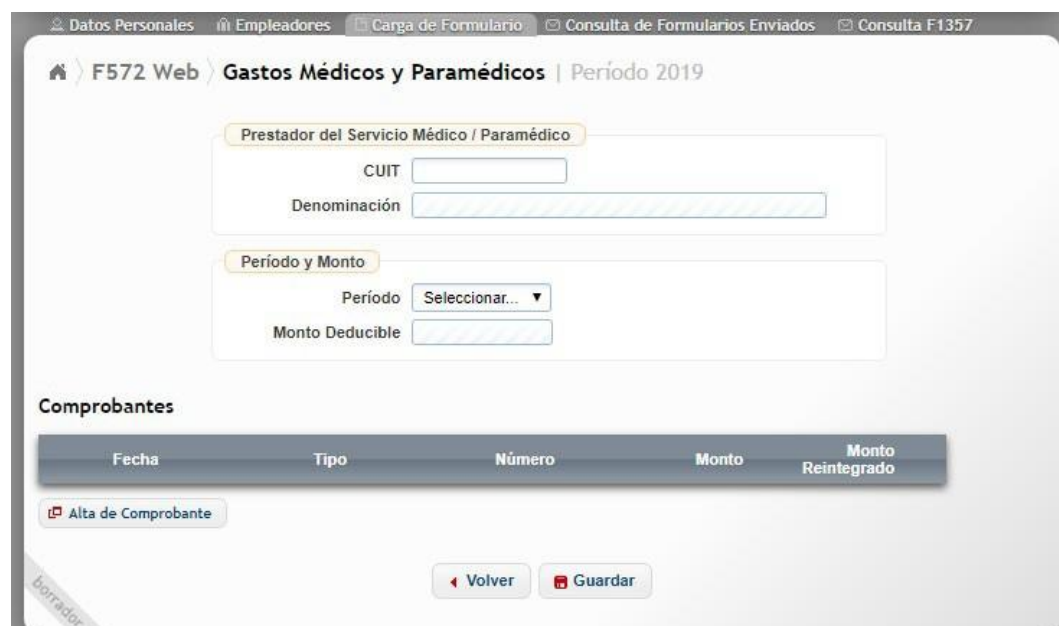 Datos Personales Empleadores Carga de Formulario Consulta de Formularios Enviados Consulta F1357
F572 Web Gastos Médicos y Paramédicos | Período 2019
Prestador del Servicio Médico / Paramédico
CUIT
Denominación
Período y Monto
Período Seleccionar...
Monto Deducible
Comprobantes
Fecha Tipo Número Monto Monto Reintegrado
Alta de Comprobante
Volver Guardar
borrador